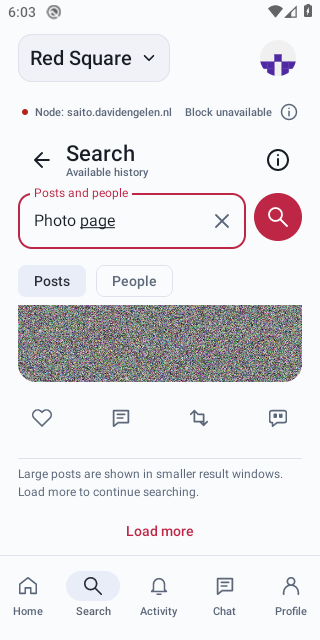 6:03
Red Square
Node: saito.davidengelen.nl Block unavailable
Search
Available history
Posts and people
Photo page
Posts People
Large posts are shown in smaller result windows.
Load more to continue searching.
Load more
Home Search Activity Chat Profile